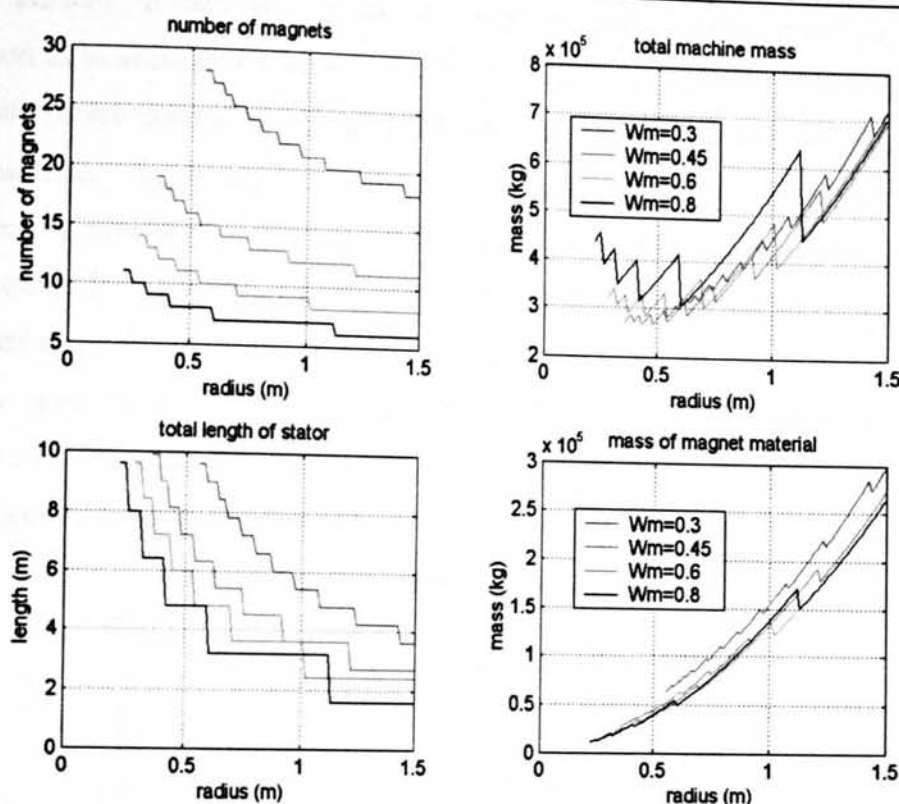 number of magnets
30
25
20
15
10
5
0
0.5
1
1.5
number of magnets
radius (m)
total machine mass
x 10⁵
8
7
6
5
4
3
2
0
0.5
1
1.5
mass (kg)
Wm=0.3
Wm=0.45
Wm=0.6
Wm=0.8
radius (m)
total length of stator
10
8
6
4
2
0
0
0.5
1
1.5
length (m)
radius (m)
mass of magnet material
x 10⁵
3
2.5
2
1.5
1
0.5
0
0
0.5
1
1.5
mass (kg)
Wm=0.3
Wm=0.45
Wm=0.6
Wm=0.8
radius (m)